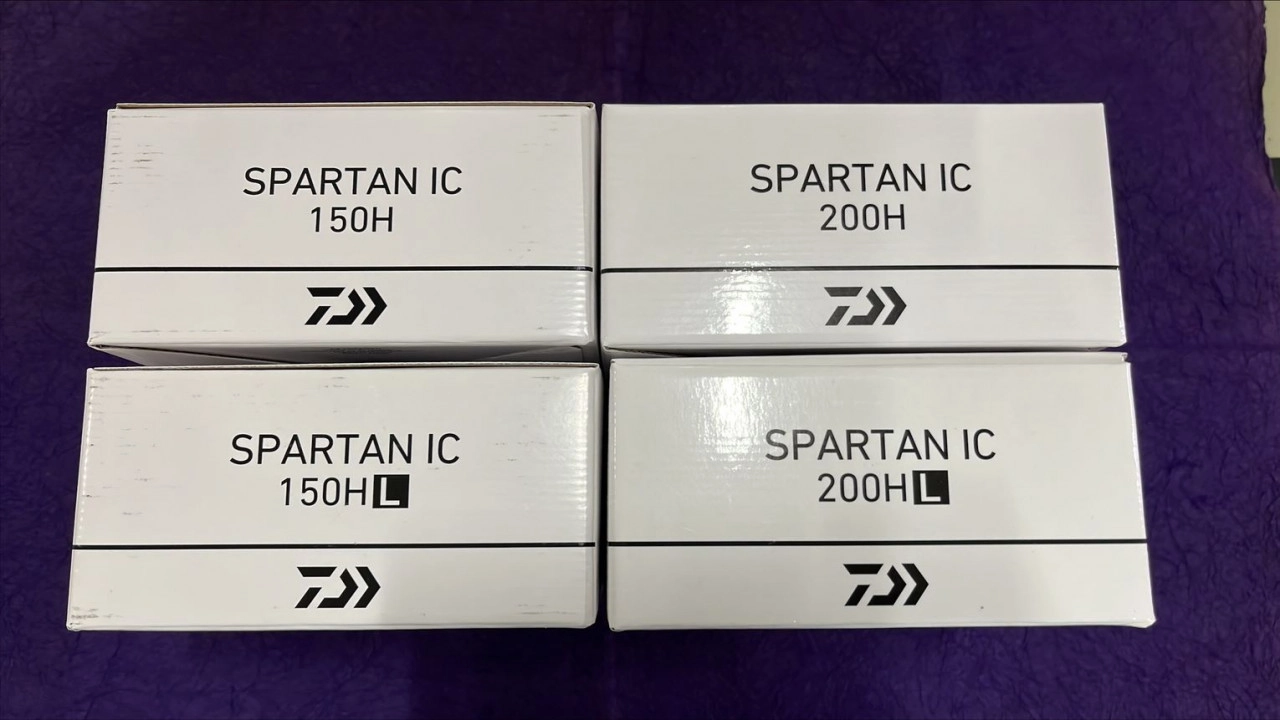 SPARTAN IC
150H
SPARTAN IC
200H
SPARTAN IC
150HL
SPARTAN IC
200HL